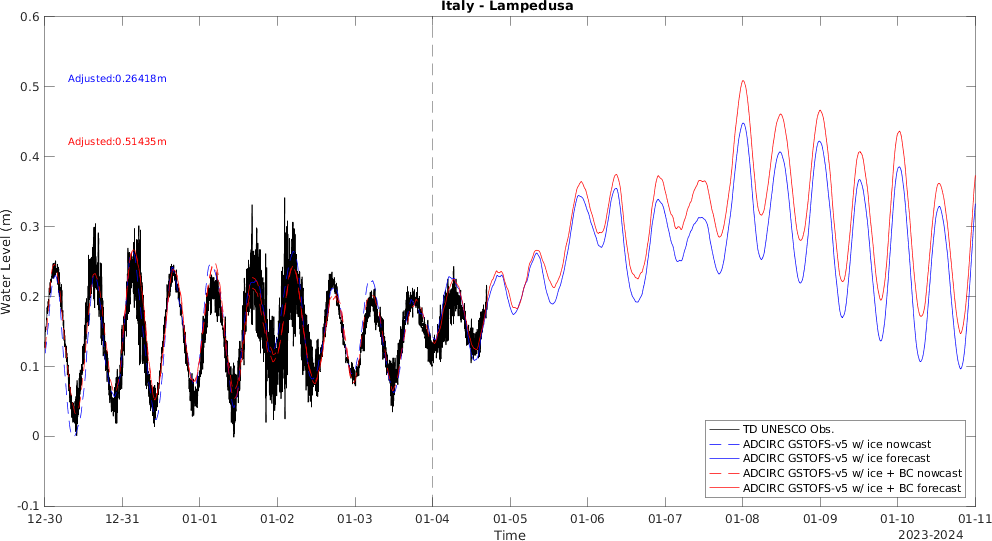 Italy - Lampedusa
0.6
0.5
0.4
0.3
0.2
0.1
0
-0.1
Water Level (m)
Adjusted:0.26418m
Adjusted:0.51435m
TD UNESCO Obs.
ADCIRC GSTOFS-v5 w/ ice nowcast
ADCIRC GSTOFS-v5 w/ ice forecast
ADCIRC GSTOFS-v5 w/ ice + BC nowcast
ADCIRC GSTOFS-v5 w/ ice + BC forecast
12-30 12-31 01-01 01-02 01-03 01-04 01-05 01-06 01-07 01-08 01-09 01-10 01-11
Time
2023-2024